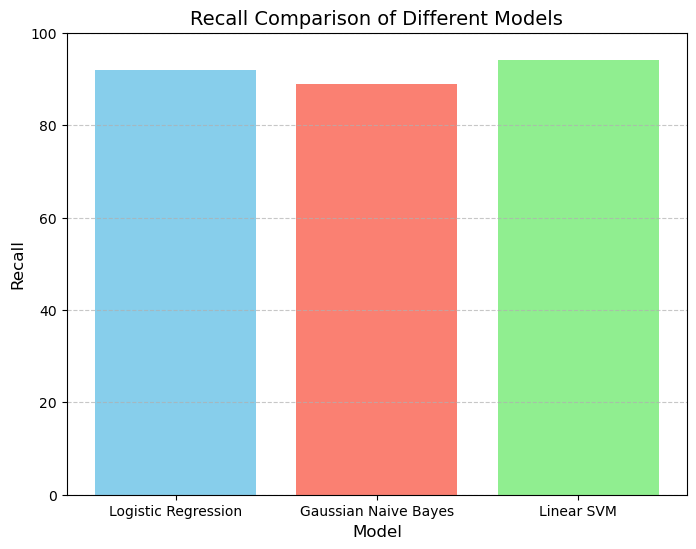 Recall Comparison of Different Models
100
80
60
40
20
0
Recall
Logistic Regression
Gaussian Naive Bayes
Linear SVM
Model